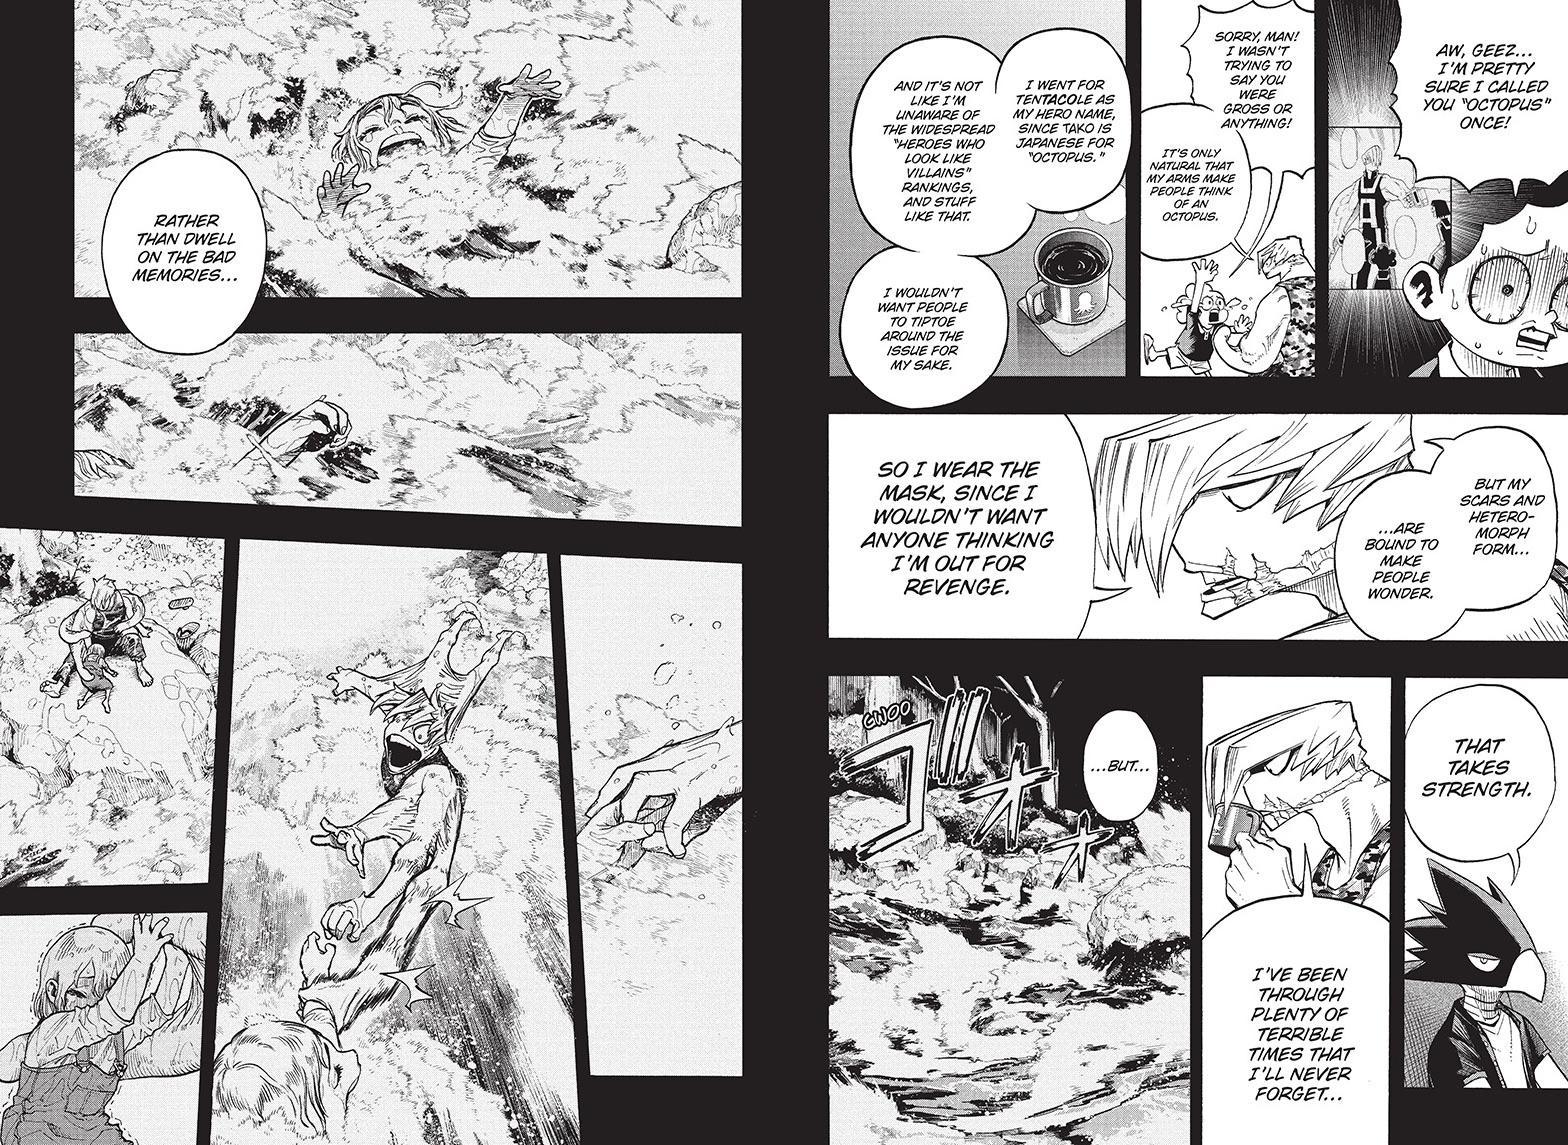 AW, GEEZ...
I'M PRETTY
SURE I CALLED
YOU "OCTOPUS"
ONCE!
SORRY, MAN!
I WASN'T
TRYING TO
SAY YOU
WERE
GROSS OR
ANYTHING!
IT'S ONLY
NATURAL THAT
MY ARMS MAKE
PEOPLE THINK
OF AN
OCTOPUS.
I WENT FOR
TENTACOLE AS
MY HERO NAME,
SINCE TAKO IS
JAPANESE FOR
"OCTOPUS."
AND IT'S NOT
LIKE I'M
UNAWARE OF
THE WIDESPREAD
"HEROES WHO
LOOK LIKE
VILLAINS"
RANKINGS,
AND STUFF
LIKE THAT.
I WOULDN'T
WANT PEOPLE
TO TIPTOE
AROUND THE
ISSUE FOR
MY SAKE.
BUT MY
SCARS AND
HETERO-
MORPH
FORM...
...ARE
BOUND TO
MAKE
PEOPLE
WONDER.
SO I WEAR THE
MASK, SINCE I
WOULDN'T WANT
ANYONE THINKING
I'M OUT FOR
REVENGE.
THAT
TAKES
STRENGTH.
I'VE BEEN
THROUGH
PLENTY OF
TERRIBLE
TIMES THAT
I'LL NEVER
FORGET...
...BUT...
GWOO
ゴオオ
RATHER
THAN DWELL
ON THE BAD
MEMORIES...